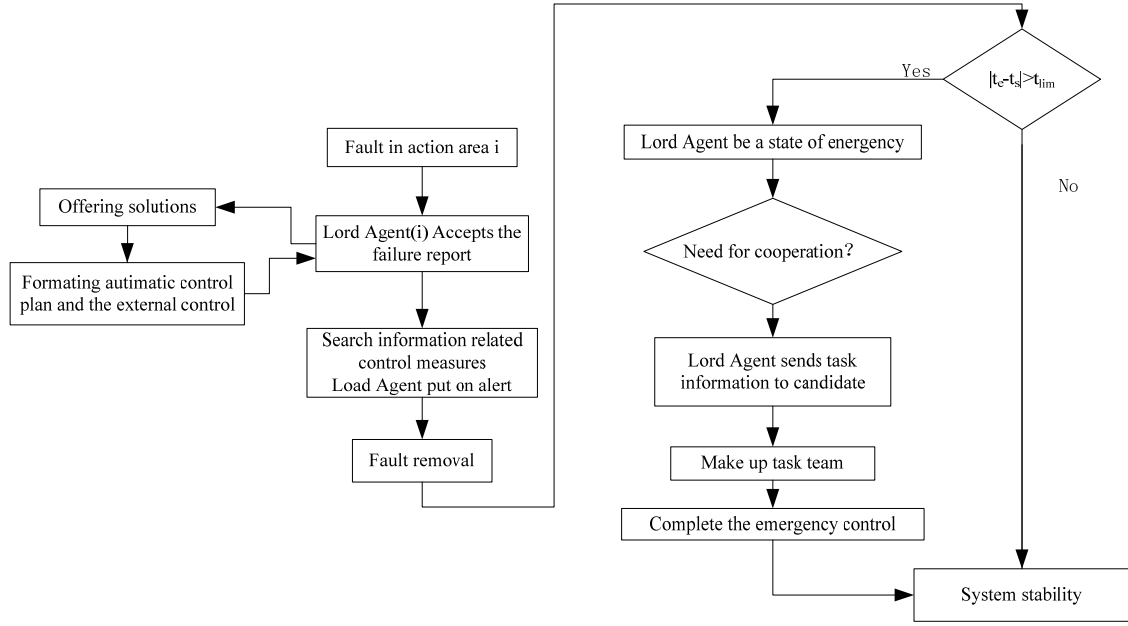 Fault in action area i
Offering solutions
Lord Agent(i) Accepts the
failure report
Formating autimatic control
plan and the external control
Search information related
control measures
Load Agent put on alert
Fault removal
|tc-ts|>tlim
Yes
No
Lord Agent be a state of energency
Need for cooperation?
Lord Agent sends task
information to candidate
Make up task team
Complete the emergency control
System stability